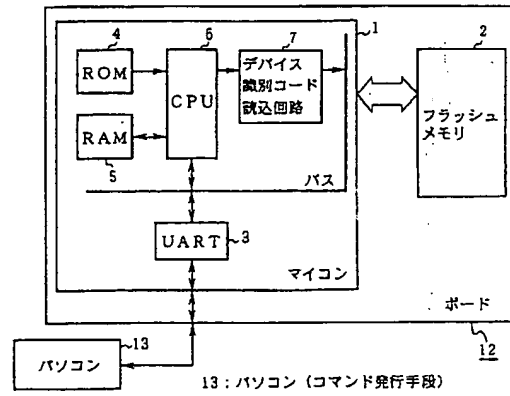 4
6
7
1
2
ROM
CPU
デバイス
識別コード
読込回路
フラッシュ
メモリ
RAM
5
バス
UART
3
マイコン
ボード
13
12
パソコン
13:パソコン(コマンド発行手段)